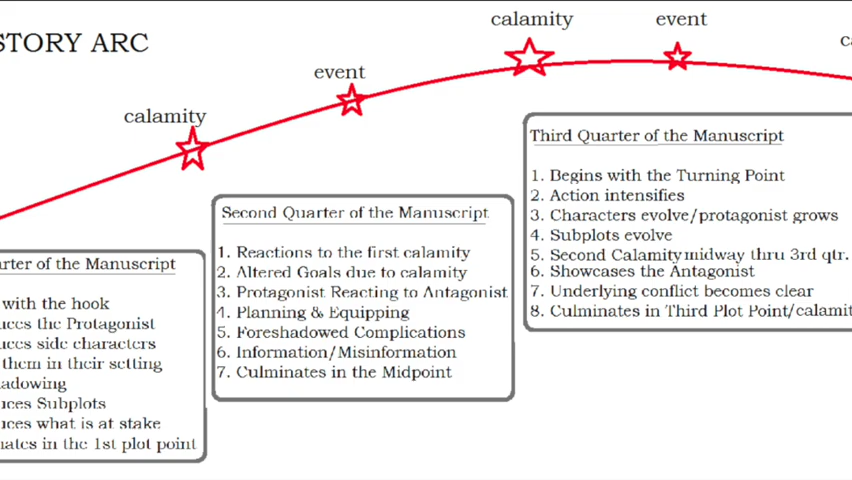 calamity
event
STORY ARC
event
calamity
Third Quarter of the Manuscript
1. Begins with the Turning Point
2. Action intensifies
3. Characters evolve/protagonist grows
4. Subplots evolve
5. Second Calamity midway thru 3rd qtr.
6. Showcases the Antagonist
7. Underlying conflict becomes clear
8. Culminates in Third Plot Point/calamit
Second Quarter of the Manuscript
1. Reactions to the first calamity
2. Altered Goals due to calamity
3. Protagonist Reacting to Antagonist
4. Planning & Equipping
5. Foreshadowed Complications
6. Information/Misinformation
7. Culminates in the Midpoint
arter of the Manuscript
with the hook
uces the Protagonist
uces side characters
them in their setting
adowing
uces Subplots
uces what is at stake
nates in the 1st plot point